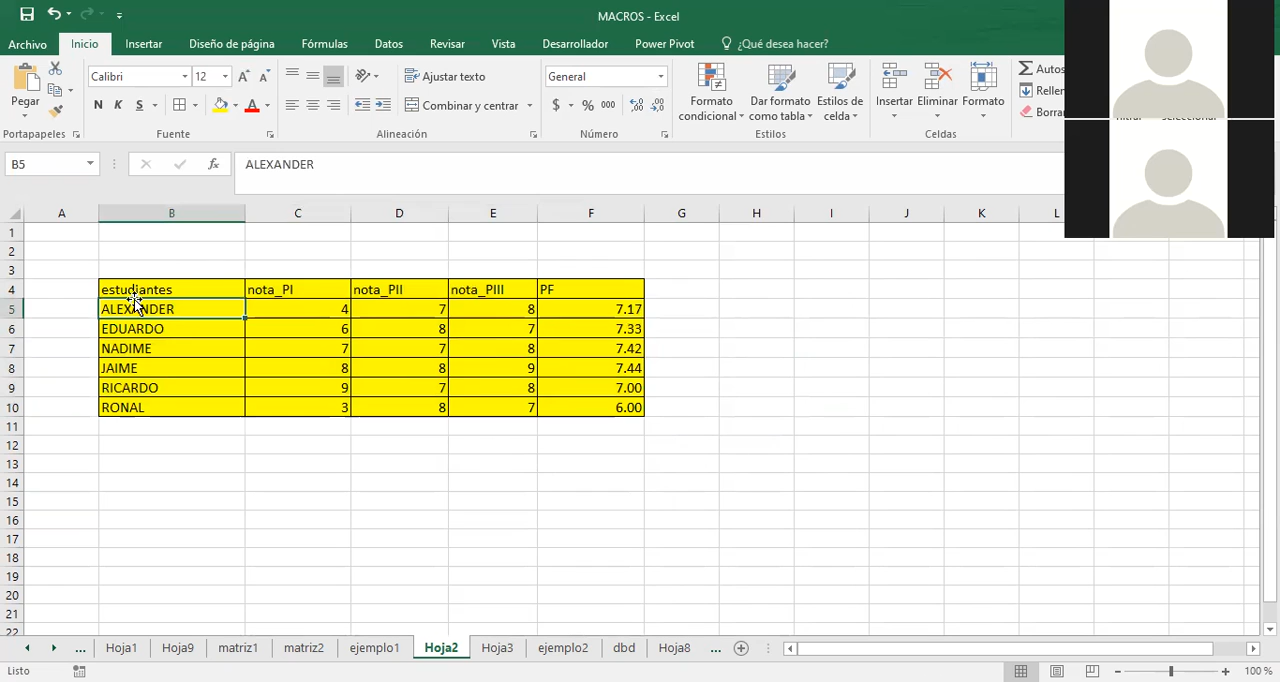 MACROS - Excel
Archivo Inicio Insertar Diseño de página Fórmulas Datos Revisar Vista Desarrollador Power Pivot ¿Qué desea hacer?
Pegar
Calibri 12
N K S
Ajustar texto
Combinar y centrar
General
$ % 000
Formato condicional
Dar formato como tabla
Estilos de celda
Insertar Eliminar Formato
Autos
Rellen
Borra
Portapapeles Fuente Alineación Número Estilos Celdas
B5 fx ALEXANDER
A B C D E F G H I J K L
1
2
3
4 estudiantes nota_PI nota_PII nota_PIII PF
5 ALEXANDER 4 7 8 7.17
6 EDUARDO 6 8 7 7.33
7 NADIME 7 7 8 7.42
8 JAIME 8 8 9 7.44
9 RICARDO 9 7 8 7.00
10 RONAL 3 8 7 6.00
11
12
13
14
15
16
17
18
19
20
21
22
... Hoja1 Hoja9 matriz1 matriz2 ejemplo1 Hoja2 Hoja3 ejemplo2 dbd Hoja8 ...
Listo 100 %